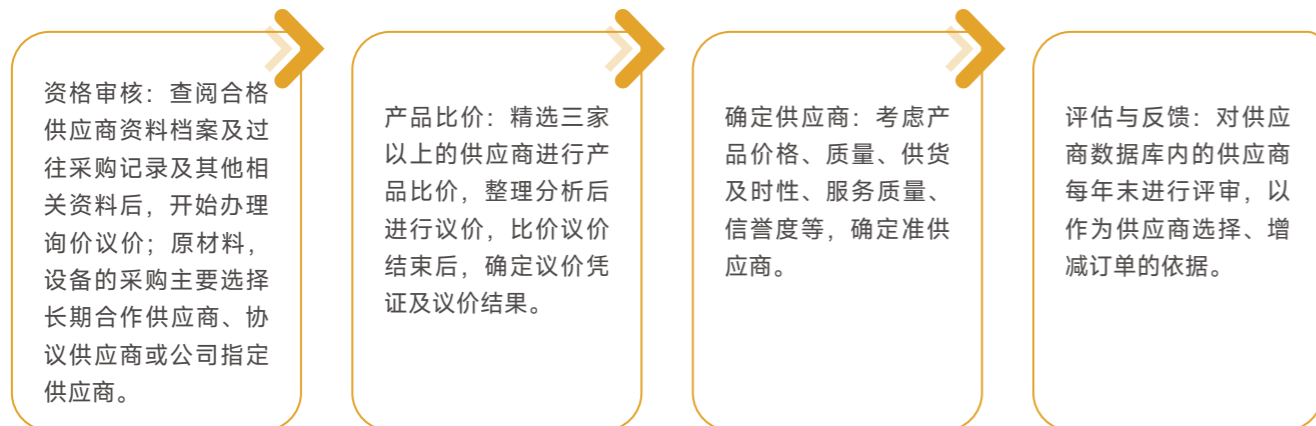 资格审核：查阅合格
供应商资料档案及过
往采购记录及其他相
关资料后，开始办理
询价议价；原材料，
设备的采购主要选择
长期合作供应商、协
议供应商或公司指定
供应商。
产品比价：精选三家
以上的供应商进行产
品比价，整理分析后
进行议价，比价议价
结束后，确定议价凭
证及议价结果。
确定供应商：考虑产
品价格、质量、供货
及时性、服务质量、
信誉度等，确定准供
应商。
评估与反馈：对供应
商数据库内的供应商
每年末进行评审，以
作为供应商选择、增
减订单的依据。